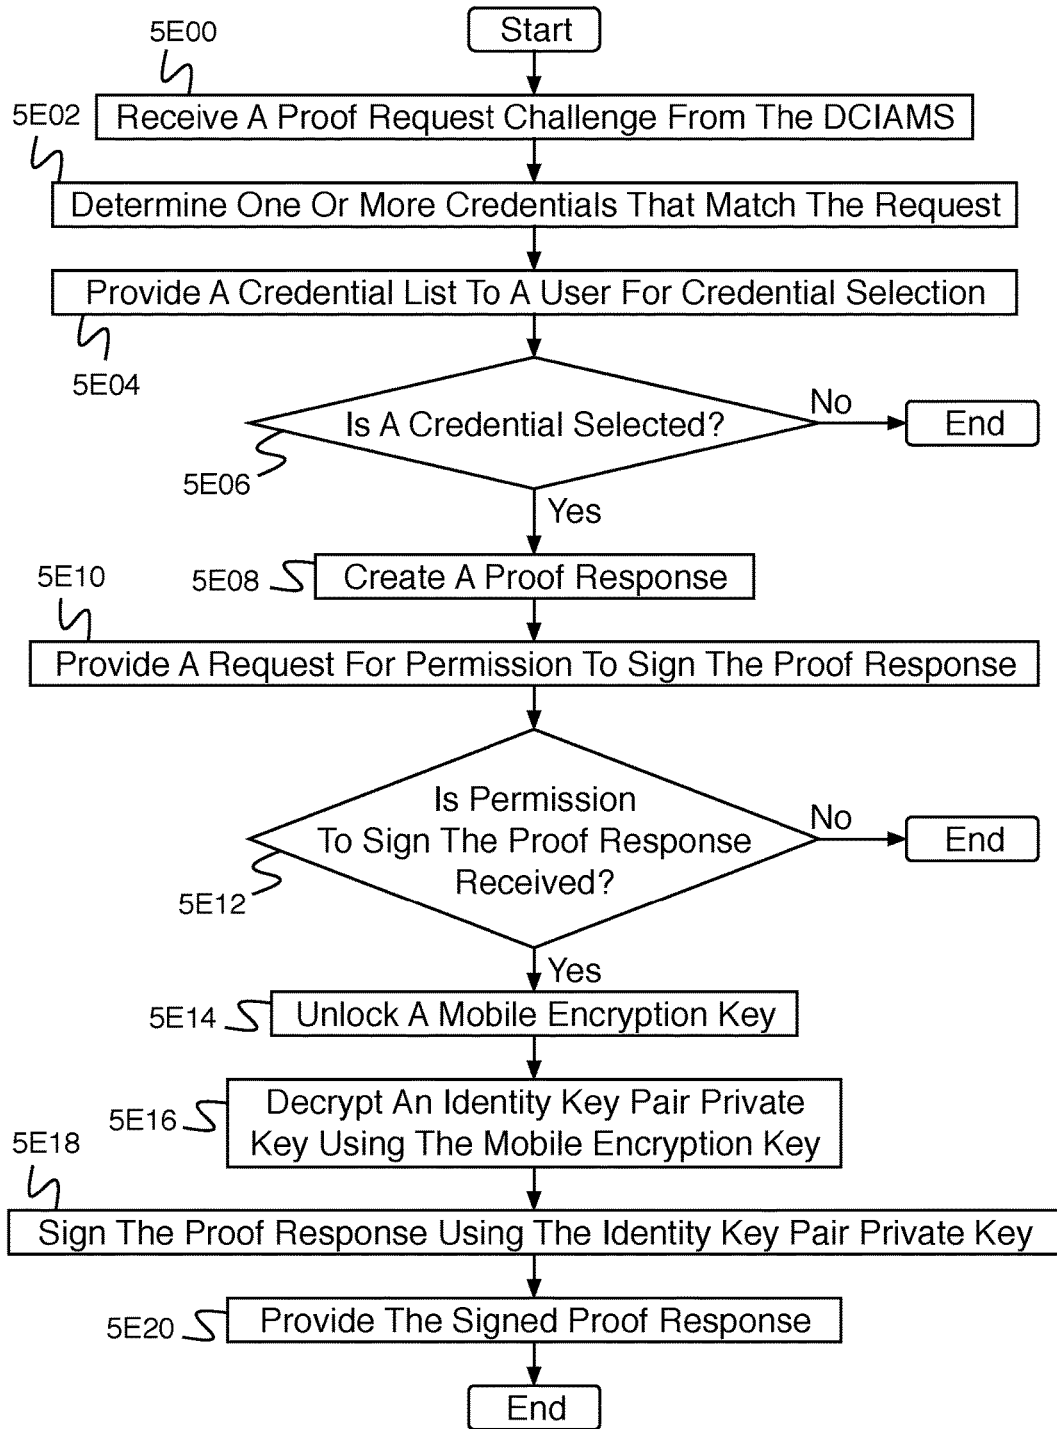 Start
5E00
Receive A Proof Request Challenge From The DCIAMS
5E02
Determine One Or More Credentials That Match The Request
Provide A Credential List To A User For Credential Selection
5E04
Is A Credential Selected?
No
End
5E06
Yes
5E08
Create A Proof Response
5E10
Provide A Request For Permission To Sign The Proof Response
Is Permission
To Sign The Proof Response
Received?
No
End
5E12
Yes
5E14
Unlock A Mobile Encryption Key
5E16
Decrypt An Identity Key Pair Private
Key Using The Mobile Encryption Key
5E18
Sign The Proof Response Using The Identity Key Pair Private Key
5E20
Provide The Signed Proof Response
End